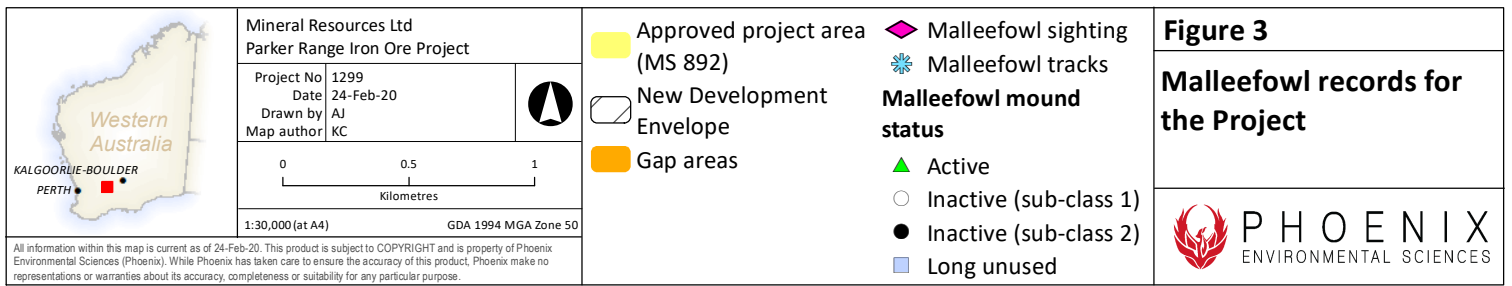 Western
Australia
KALGOORLIE-BOULDER
PERTH
Mineral Resources Ltd
Parker Range Iron Ore Project
Project No 1299
Date 24-Feb-20
Drawn by AJ
Map author KC
0 0.5 1
Kilometres
1:30,000 (at A4) GDA 1994 MGA Zone 50
All information within this map is current as of 24-Feb-20. This product is subject to COPYRIGHT and is property of Phoenix
Environmental Sciences (Phoenix). While Phoenix has taken care to ensure the accuracy of this product, Phoenix make no
representations or warranties about its accuracy, completeness or suitability for any particular purpose.
Approved project area
(MS 892)
New Development
Envelope
Gap areas
Malleefowl sighting
Malleefowl tracks
Malleefowl mound
status
Active
Inactive (sub-class 1)
Inactive (sub-class 2)
Long unused
Figure 3
Malleefowl records for
the Project
PHOENIX
ENVIRONMENTAL SCIENCES